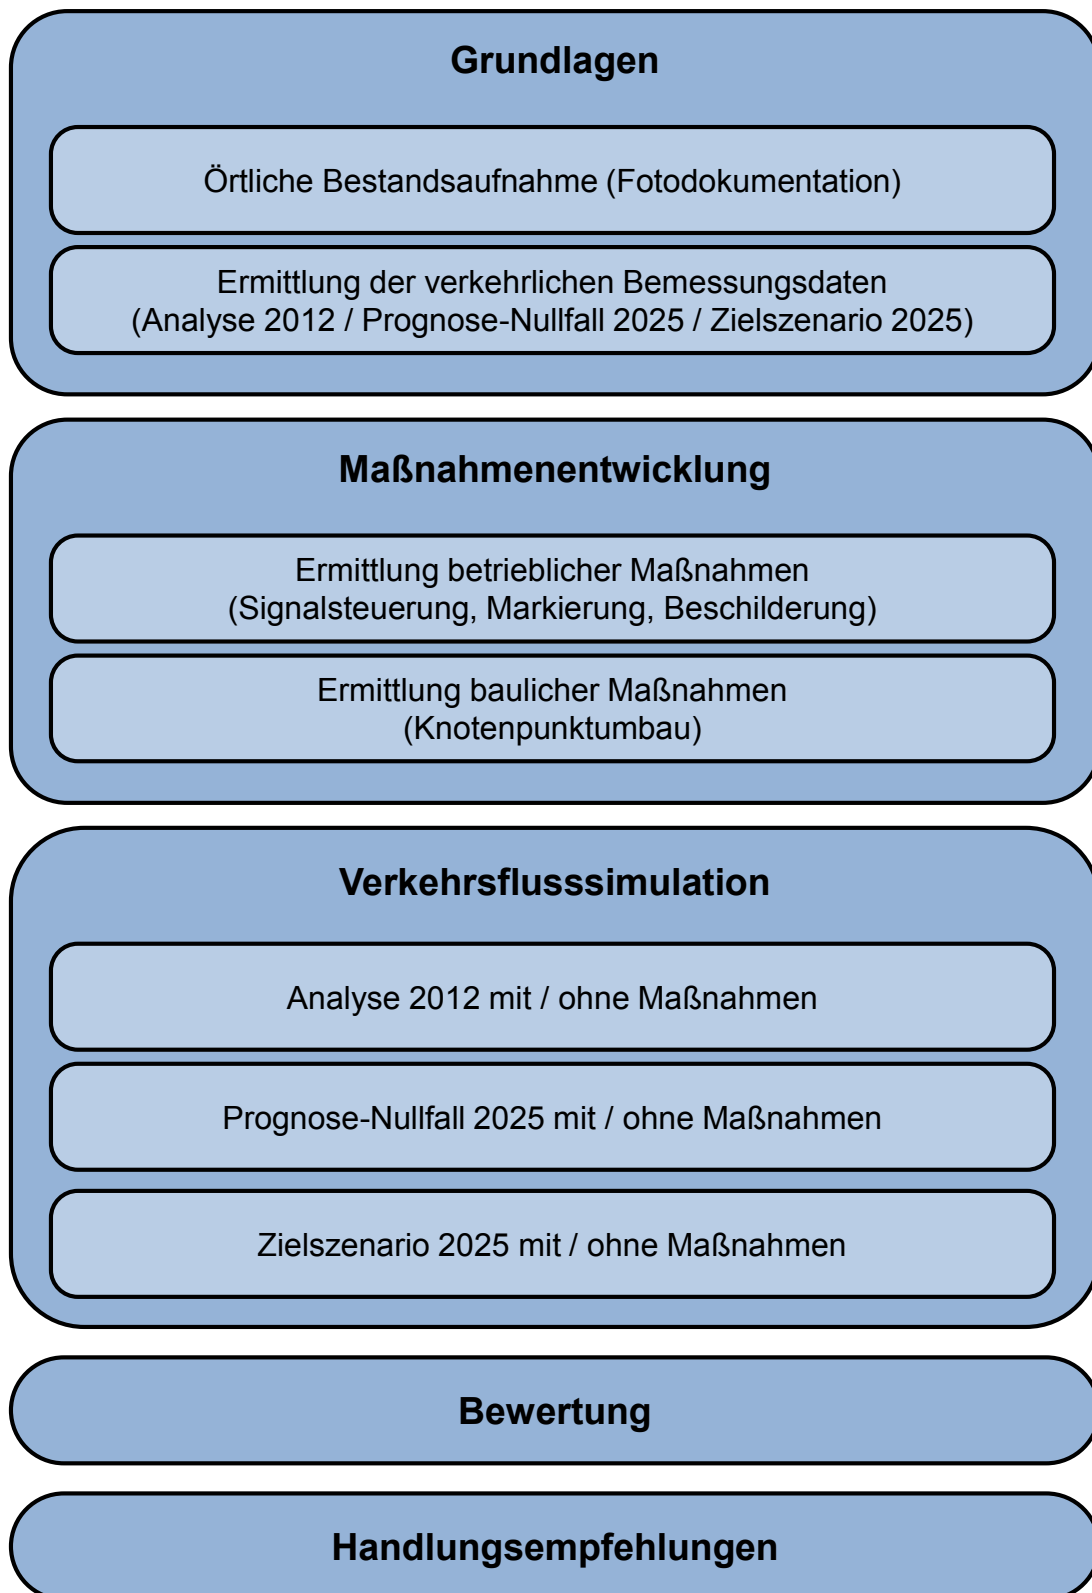 Grundlagen
Örtliche Bestandsaufnahme (Fotodokumentation)
Ermittlung der verkehrlichen Bemessungsdaten
(Analyse 2012 / Prognose-Nullfall 2025 / Zielszenario 2025)
Maßnahmenentwicklung
Ermittlung betrieblicher Maßnahmen
(Signalsteuerung, Markierung, Beschilderung)
Ermittlung baulicher Maßnahmen
(Knotenpunktumbau)
Verkehrsflusssimulation
Analyse 2012 mit / ohne Maßnahmen
Prognose-Nullfall 2025 mit / ohne Maßnahmen
Zielszenario 2025 mit / ohne Maßnahmen
Bewertung
Handlungsempfehlungen